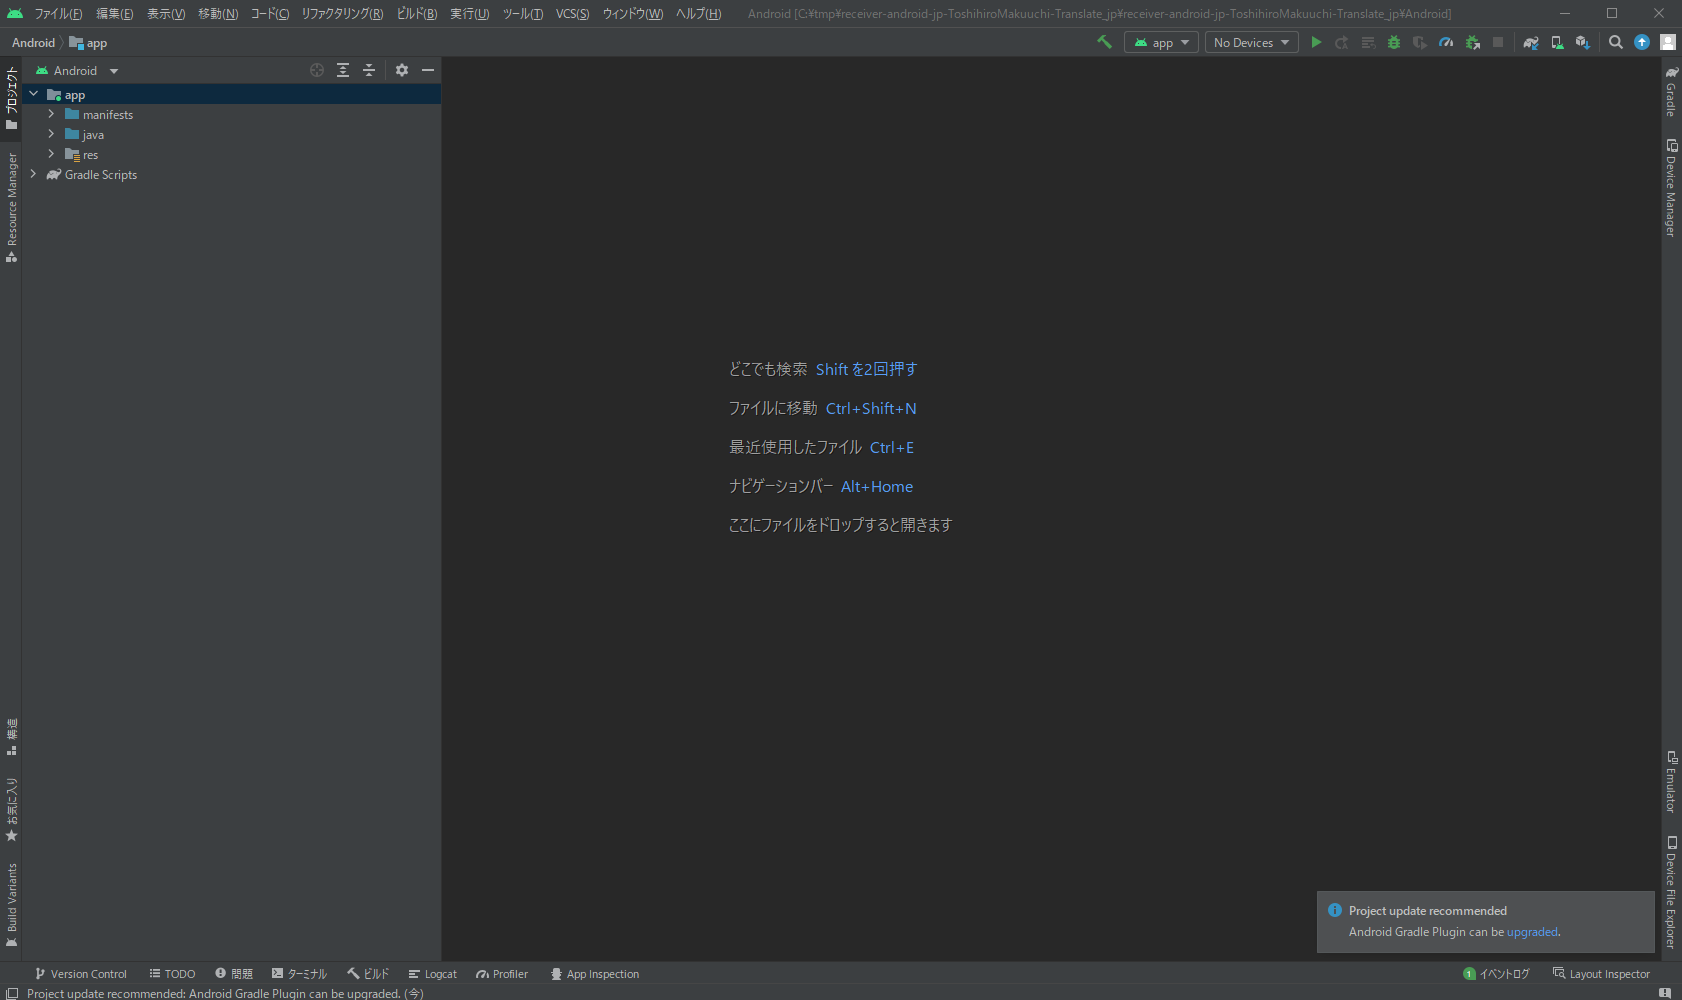 ファイル(F) 編集(E) 表示(V) 移動(N) コード(C) リファクタリング(R) ビルド(B) 実行(U) ツール(T) VCS(S) ウィンドウ(W) ヘルプ(H) Android [C:¥tmp¥receiver-android-jp-ToshihiroMakuuchi-Translate_jp¥receiver-android-jp-ToshihiroMakuuchi-Translate_jp¥Android]
Android app
app No Devices
プロジェクト
Resource Manager
構造
お気に入り
Build Variants
Android
app
manifests
java
res
Gradle Scripts
どこでも検索 Shift を2回押す
ファイルに移動 Ctrl+Shift+N
最近使用したファイル Ctrl+E
ナビゲーションバー Alt+Home
ここにファイルをドロップすると開きます
Gradle
Device Manager
Emulator
Device File Explorer
Project update recommended
Android Gradle Plugin can be upgraded.
Version Control TODO 問題 ターミナル ビルド Logcat Profiler App Inspection 1 イベントログ Layout Inspector
Project update recommended: Android Gradle Plugin can be upgraded. (今)